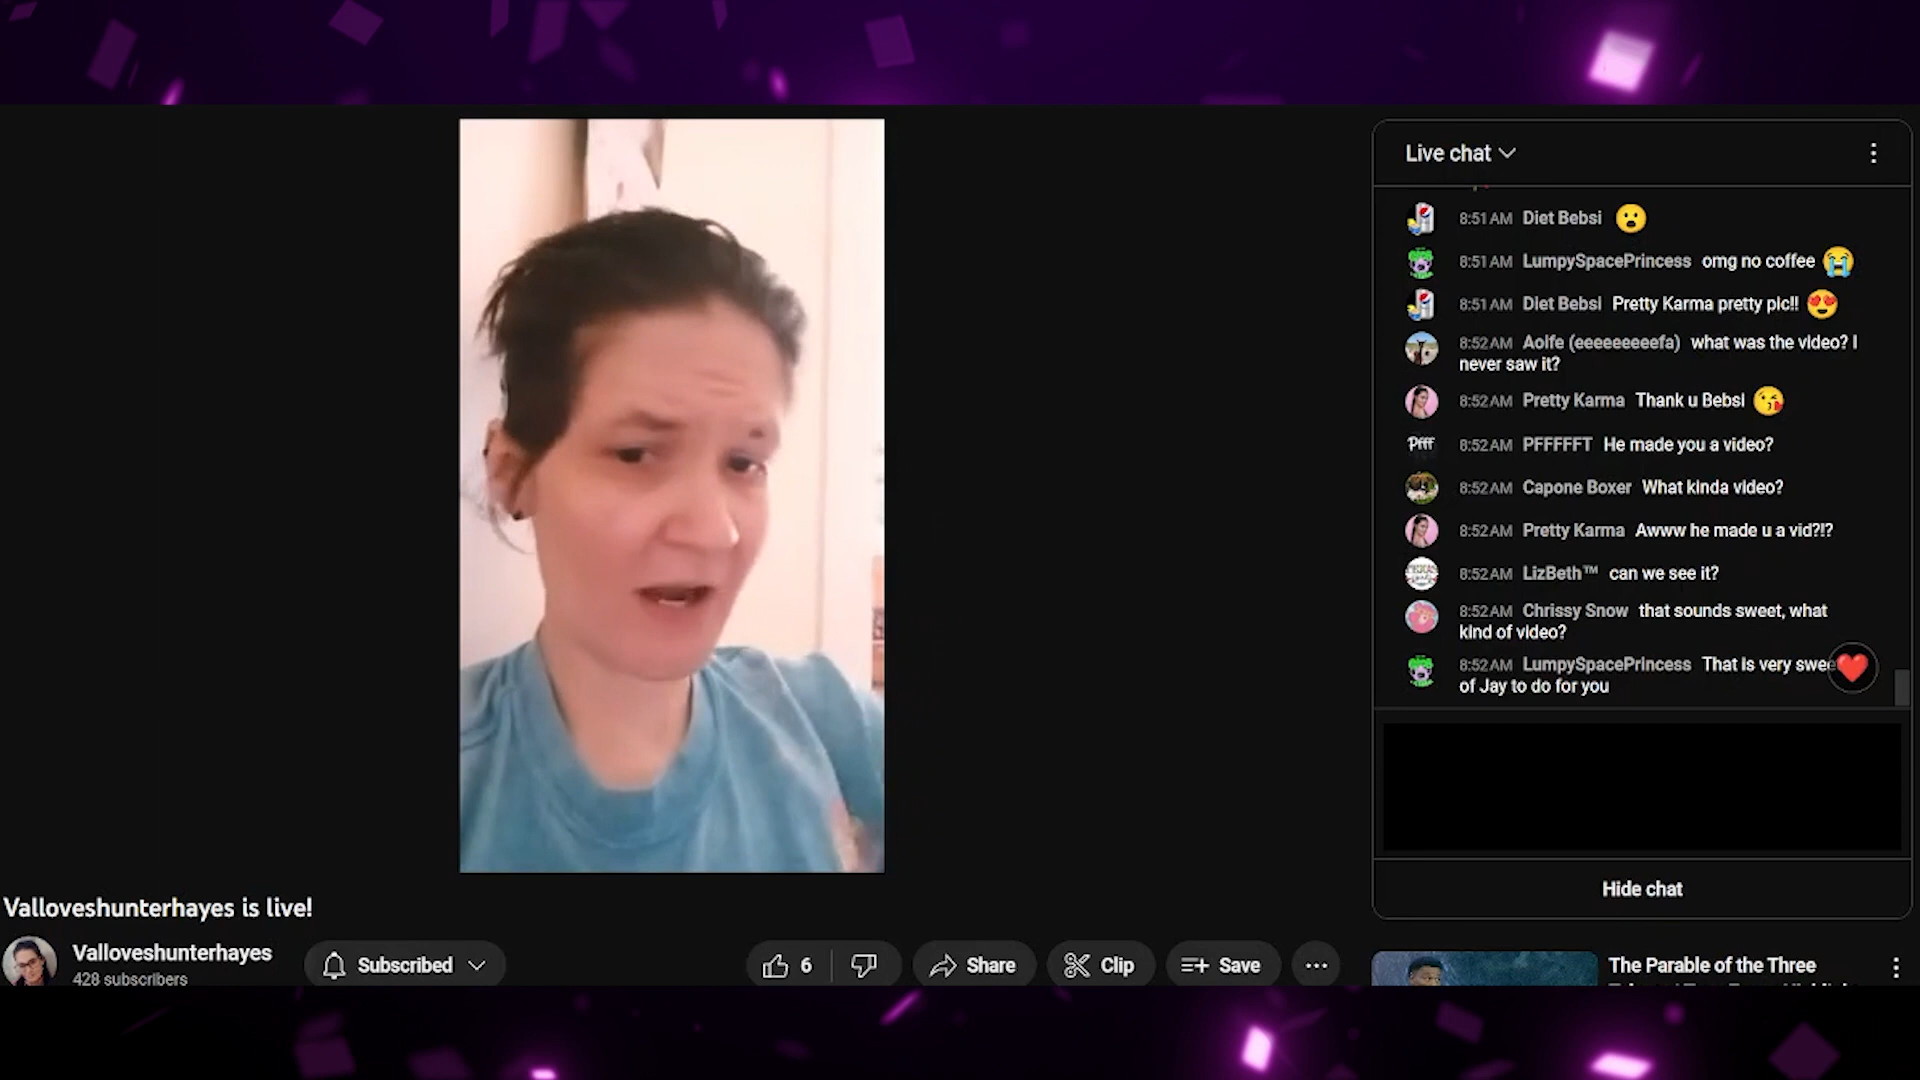 Live chat
8:51 AM Diet Bebsi 😮
8:51 AM LumpySpacePrincess omg no coffee 😭
8:51 AM Diet Bebsi Pretty Karma pretty pic!! 😍
8:52 AM Aoife (eeeeeeeeefa) what was the video? I
never saw it?
8:52 AM Pretty Karma Thank u Bebsi 😘
Pfff
8:52 AM PFFFFFT He made you a video?
8:52 AM Capone Boxer What kinda video?
8:52 AM Pretty Karma Awww he made u a vid?!?
8:52 AM LizBeth™ can we see it?
8:52 AM Chrissy Snow that sounds sweet, what
kind of video?
8:52 AM LumpySpacePrincess That is very swee
of Jay to do for you
Hide chat
Valloveshunterhayes is live!
Valloveshunterhayes
428 subscribers
Subscribed
6
Share
Clip
Save
The Parable of the Three